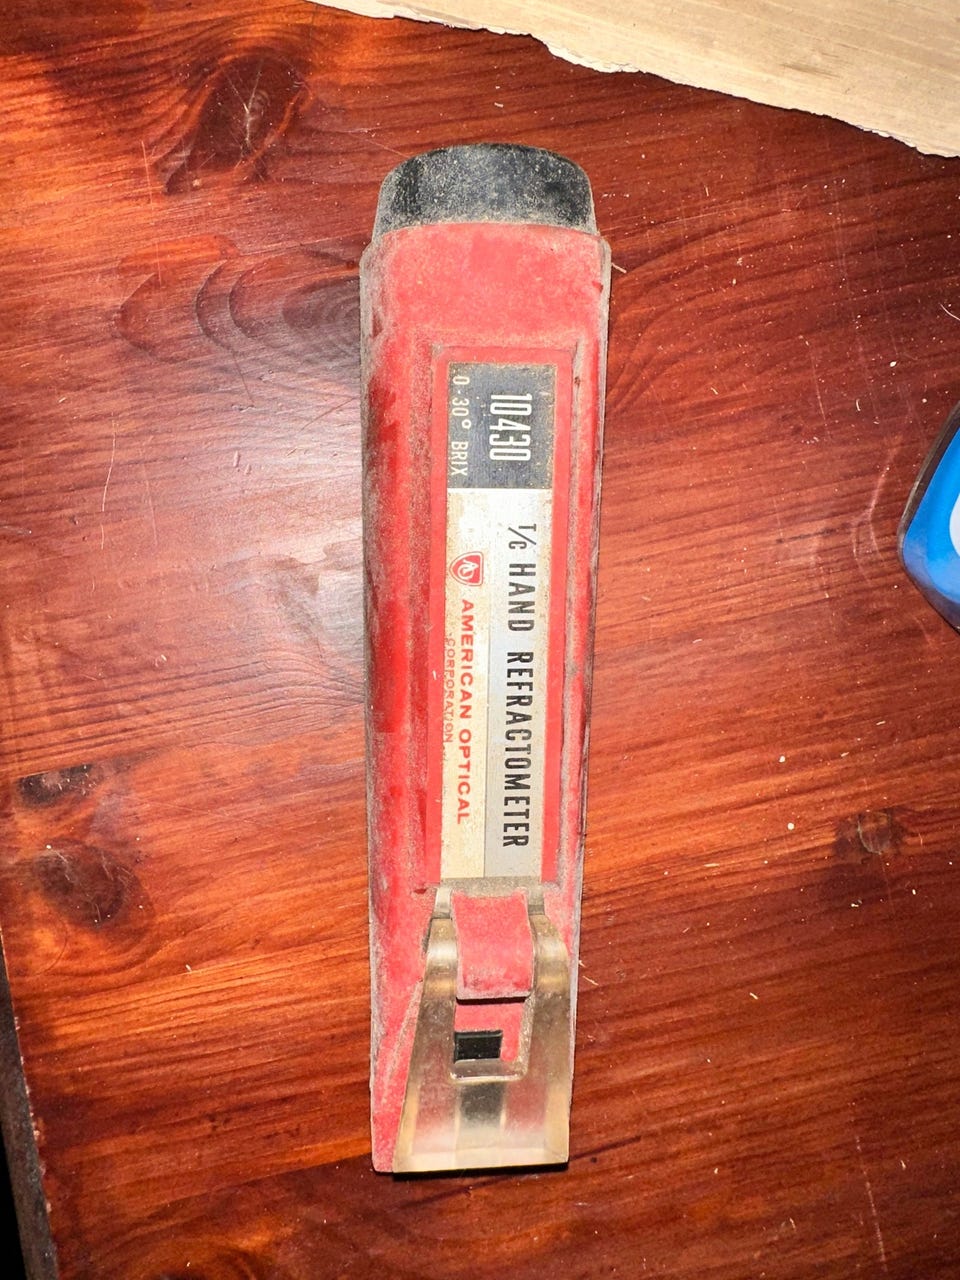 10430
0-30° BRIX
T/C HAND REFRACTOMETER
AO AMERICAN OPTICAL
CORPORATION